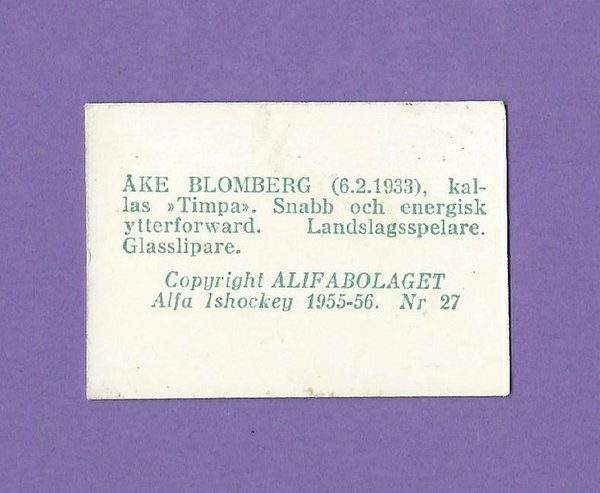 ÅKE BLOMBERG (6.2.1933), kal-
las »Timpa». Snabb och energisk
ytterforward. Landslagsspelare.
Glasslipare.
Copyright ALIFABOLAGET
Alfa Ishockey 1955-56. Nr 27